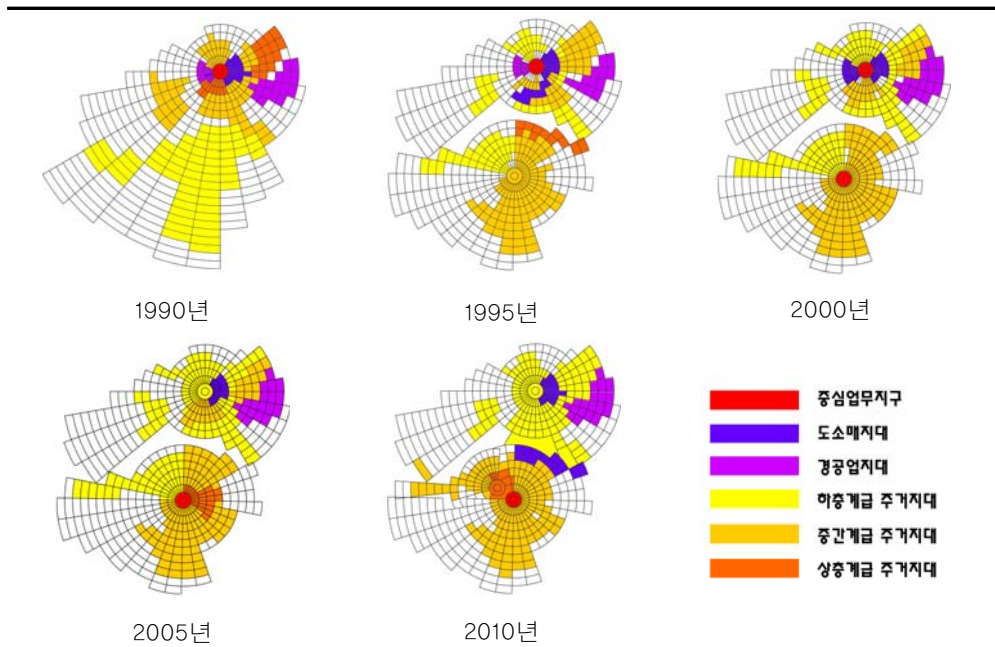 1990년
1995년
2000년
2005년
2010년
중심업무지구
도소매지대
경공업지대
하층계급 주거지대
중간계급 주거지대
상층계급 주거지대